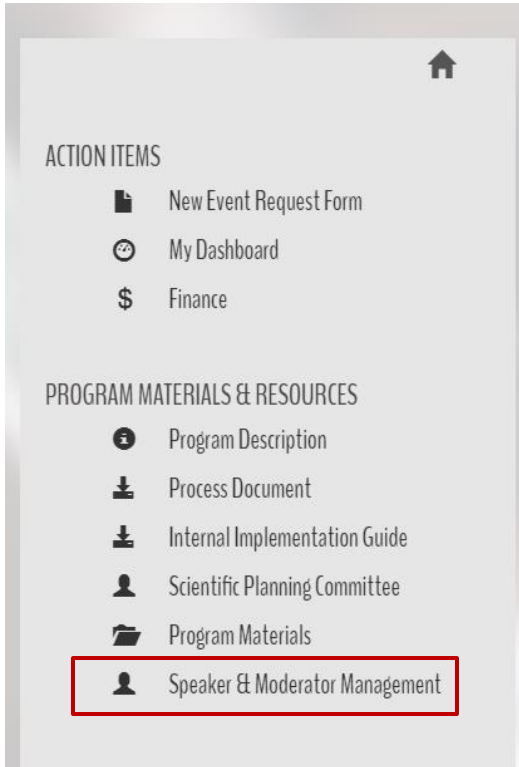 ACTION ITEMS
New Event Request Form
My Dashboard
$ Finance
PROGRAM MATERIALS & RESOURCES
Program Description
Process Document
Internal Implementation Guide
Scientific Planning Committee
Program Materials
Speaker & Moderator Management